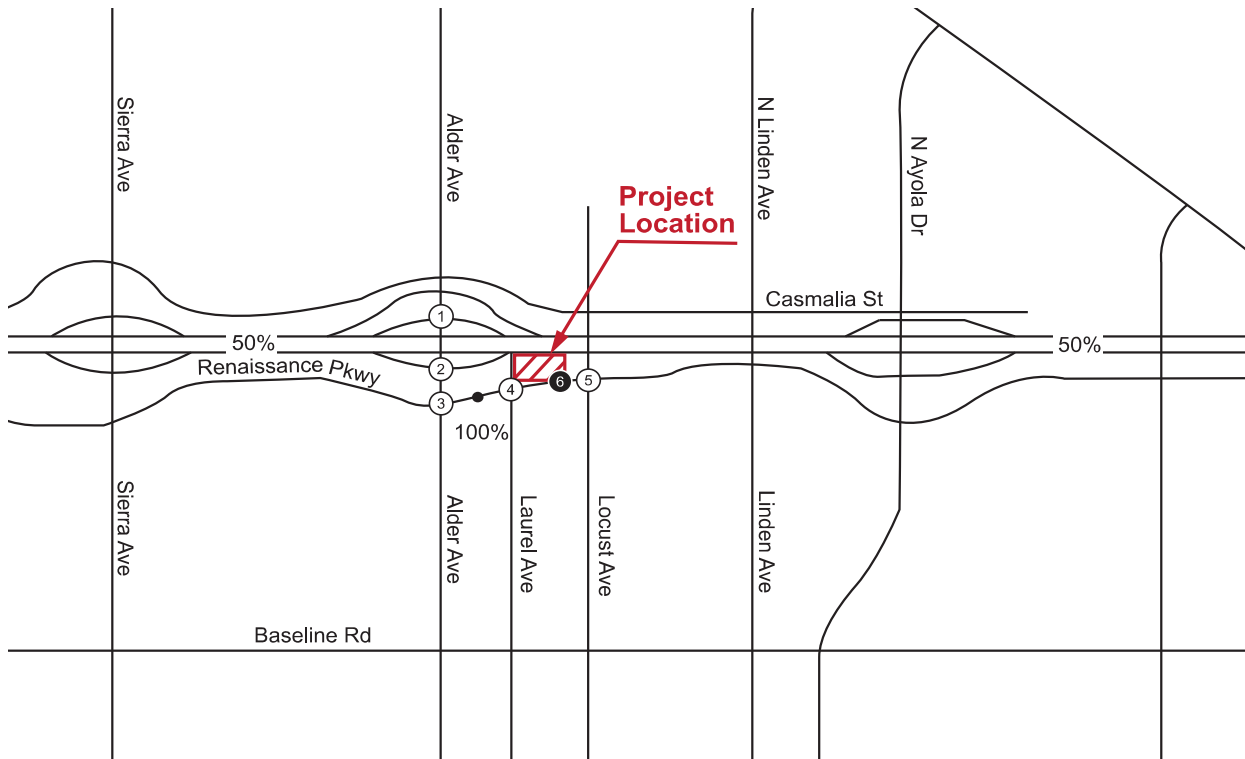 Sierra Ave
Alder Ave
N Linden Ave
N Ayola Dr
Project
Location
Casmalia St
1
50%
50%
Renaissance Pkwy
2
3
4
6
5
100%
Sierra Ave
Alder Ave
Laurel Ave
Locust Ave
Linden Ave
Baseline Rd